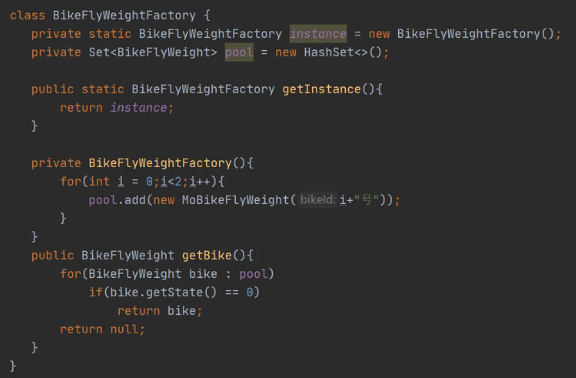 class BikeFlyWeightFactory {
    private static BikeFlyWeightFactory instance = new BikeFlyWeightFactory();
    private Set<BikeFlyWeight> pool = new HashSet<>();

    public static BikeFlyWeightFactory getInstance(){
        return instance;
    }

    private BikeFlyWeightFactory(){
        for(int i = 0;i<2;i++){
            pool.add(new MoBikeFlyWeight( bikeId: i+"号"));
        }
    }
    public BikeFlyWeight getBike(){
        for(BikeFlyWeight bike : pool)
            if(bike.getState() == 0)
                return bike;
        return null;
    }
}